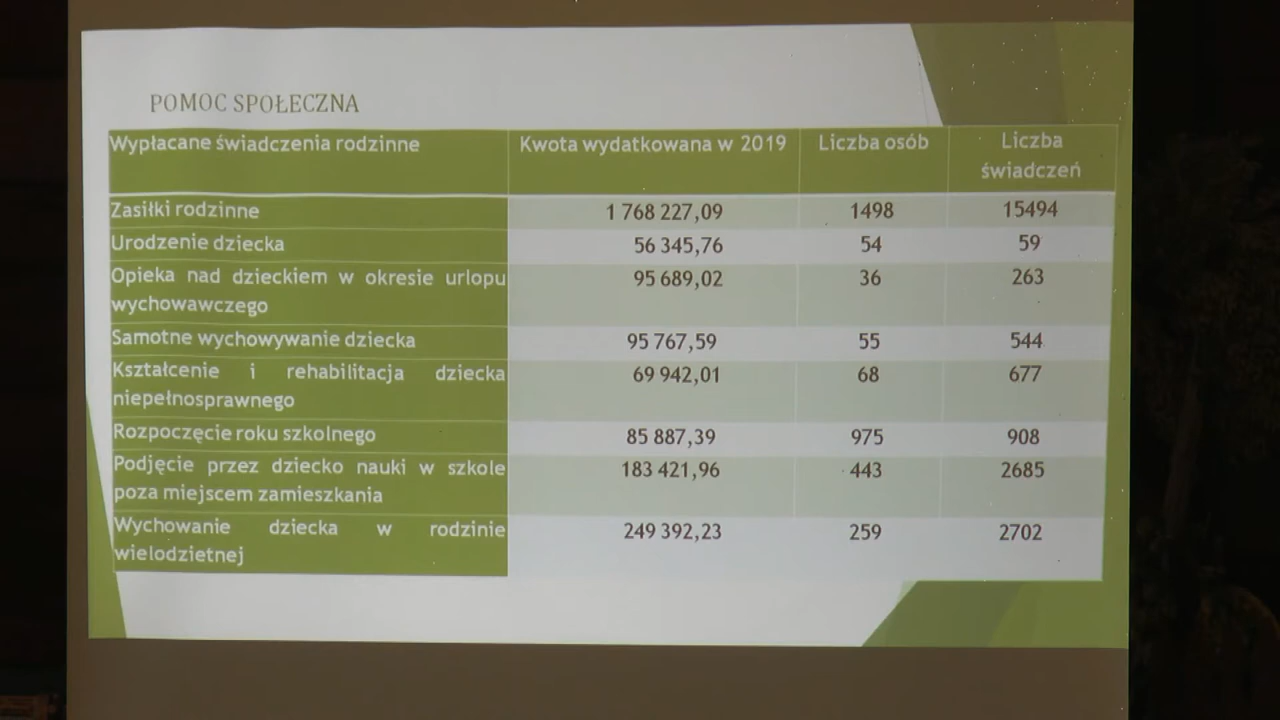 POMOC SPOŁECZNA
Wypłacane świadczenia rodzinne Kwota wydatkowana w 2019 Liczba osób Liczba
świadczeń
Zasiłki rodzinne 1 768 227,09 1498 15494
Urodzenie dziecka 56 345,76 54 59
Opieka nad dzieckiem w okresie urlopu 95 689,02 36 263
wychowawczego
Samotne wychowywanie dziecka 95 767,59 55 544
Kształcenie i rehabilitacja dziecka 69 942,01 68 677
niepełnosprawnego
Rozpoczęcie roku szkolnego 85 887,39 975 908
Podjęcie przez dziecko nauki w szkole 183 421,96 443 2685
poza miejscem zamieszkania
Wychowanie dziecka w rodzinie 249 392,23 259 2702
wielodzietnej